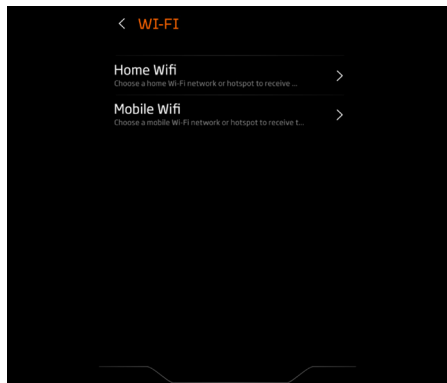 WI-FI
Home Wifi
Choose a home Wi-Fi network or hotspot to receive ...
Mobile Wifi
Choose a mobile Wi-Fi network or hotspot to receive t...